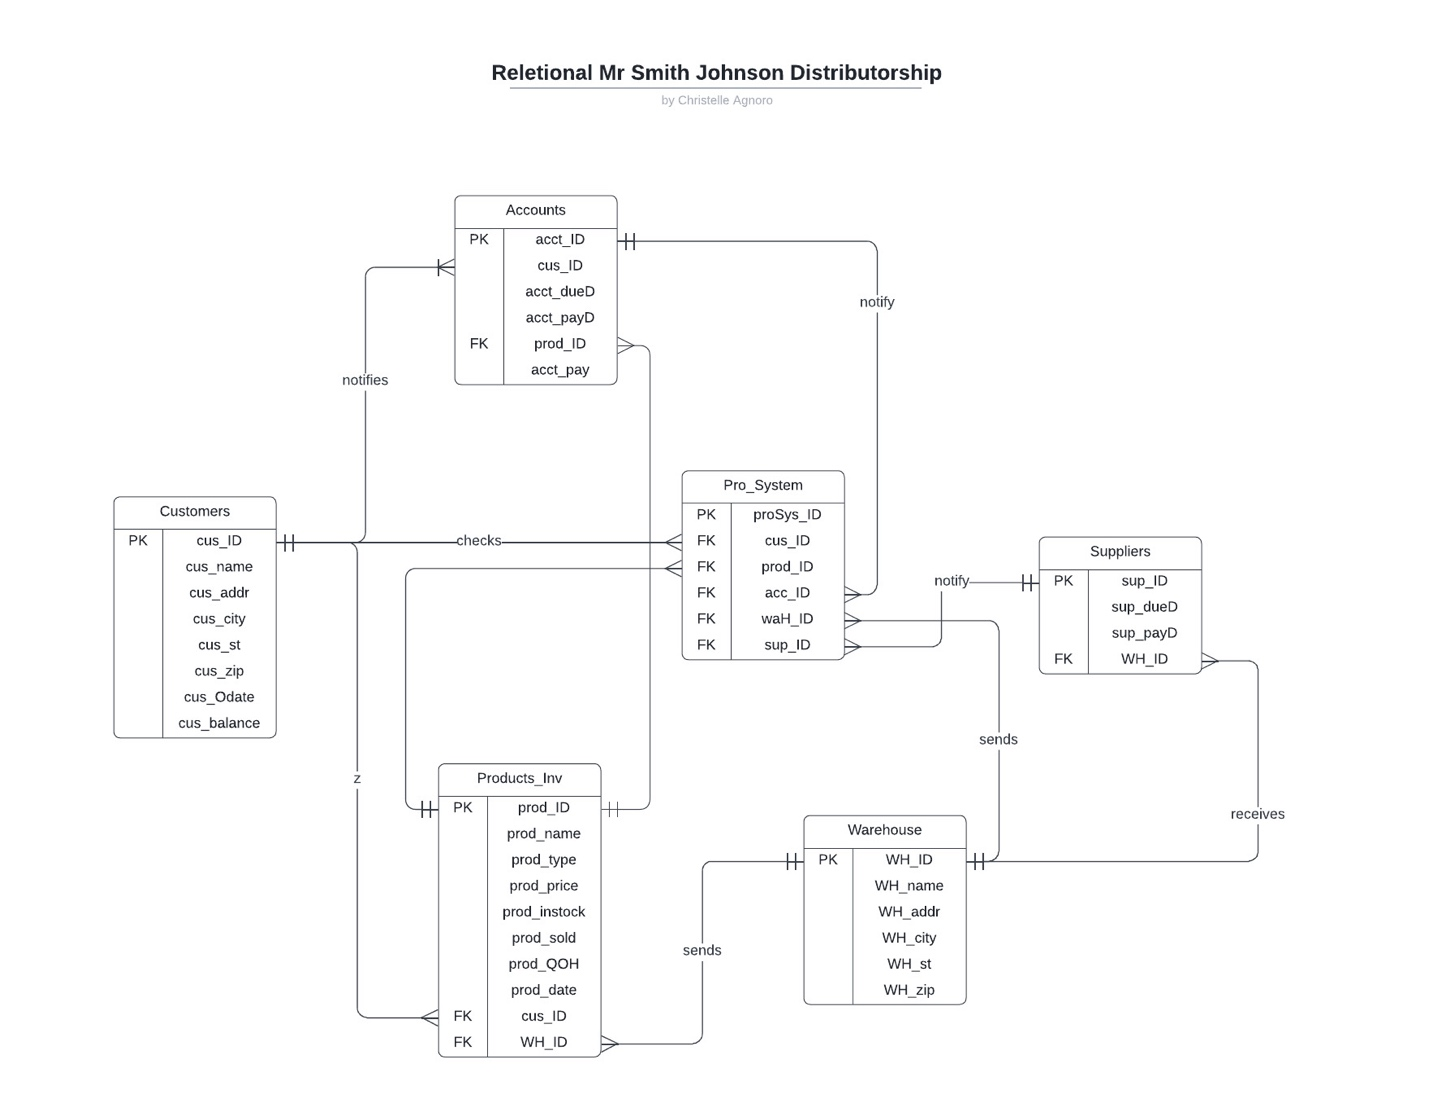 Reletional Mr Smith Johnson Distributorship
by Christelle Agnoro
Accounts
PK acct_ID
cus_ID
acct_dueD
acct_payD
FK prod_ID
acct_pay
notify
notifies
Pro_System
PK proSys_ID
FK cus_ID
FK prod_ID
FK acc_ID
FK waH_ID
FK sup_ID
Customers
PK cus_ID
cus_name
cus_addr
cus_city
cus_st
cus_zip
cus_Odate
cus_balance
checks
notify
Suppliers
PK sup_ID
sup_dueD
sup_payD
FK WH_ID
sends
receives
z
Products_Inv
PK prod_ID
prod_name
prod_type
prod_price
prod_instock
prod_sold
prod_QOH
prod_date
FK cus_ID
FK WH_ID
sends
Warehouse
PK WH_ID
WH_name
WH_addr
WH_city
WH_st
WH_zip